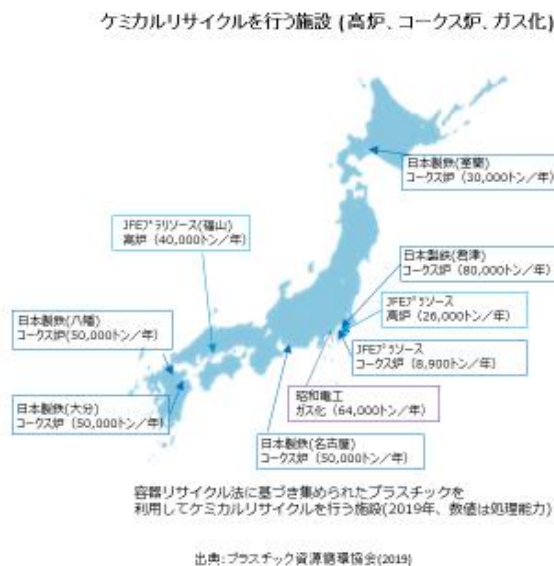 ケミカルリサイクルを行う施設 (高炉、コークス炉、ガス化)
日本製鉄(室蘭)
コークス炉（30,000トン／年）
JFEﾌﾟﾗリソース(福山)
高炉（40,000トン／年）
日本製鉄(君津)
コークス炉（80,000トン／年）
JFEﾌﾟﾗリソース
高炉（26,000トン／年）
日本製鉄(八幡)
コークス炉(50,000トン／年）
JFEﾌﾟﾗリソース
コークス炉（8,900トン／年）
昭和電工
ガス化（64,000トン／年）
日本製鉄(大分)
コークス炉（50,000トン／年）
日本製鉄(名古屋)
コークス炉（50,000トン／年）
容器リサイクル法に基づき集められたプラスチックを
利用してケミカルリサイクルを行う施設(2019年、数値は処理能力)
出典:プラスチック資源循環協会(2019)